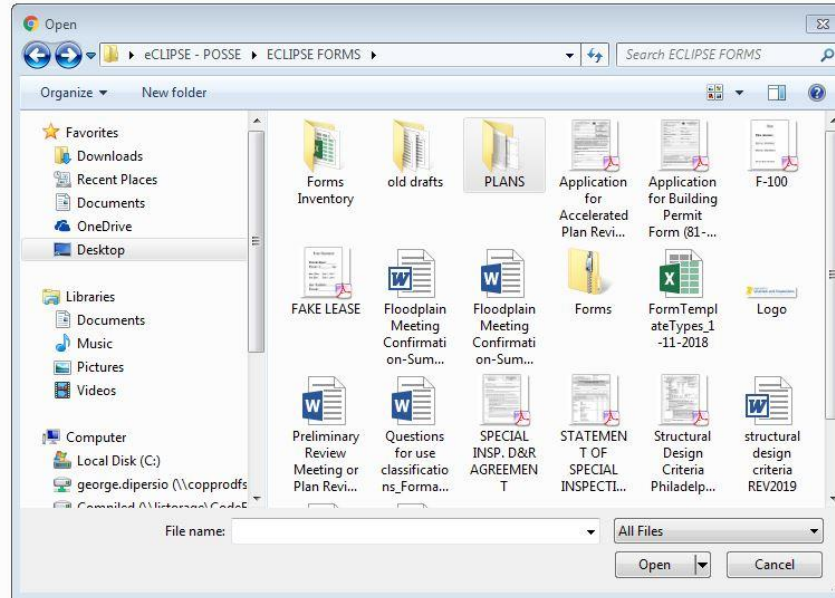 Open
eCLIPSE - POSSE ▸ ECLIPSE FORMS ▸
Search ECLIPSE FORMS
Organize
New folder
Favorites
Downloads
Recent Places
Documents
OneDrive
Desktop
Libraries
Documents
Music
Pictures
Videos
Computer
Local Disk (C:)
george.dipersio (\\copprodfs
Forms
Inventory
old drafts
PLANS
Application
for
Accelerated
Plan Revi...
Application
for Building
Permit
Form (81-...
F-100
FAKE LEASE
Floodplain
Meeting
Confirmati
on-Sum...
Floodplain
Meeting
Confirmati
on-Sum...
Forms
FormTempl
ateTypes_1
-11-2018
Logo
Preliminary
Review
Meeting or
Plan Revi...
Questions
for use
classificatio
ns_Forma...
SPECIAL
INSP. D&R
AGREEMEN
T
STATEMEN
T OF
SPECIAL
INSPECTI...
Structural
Design
Criteria
Philadelp...
structural
design
criteria
REV2019
File name:
All Files
Open
Cancel